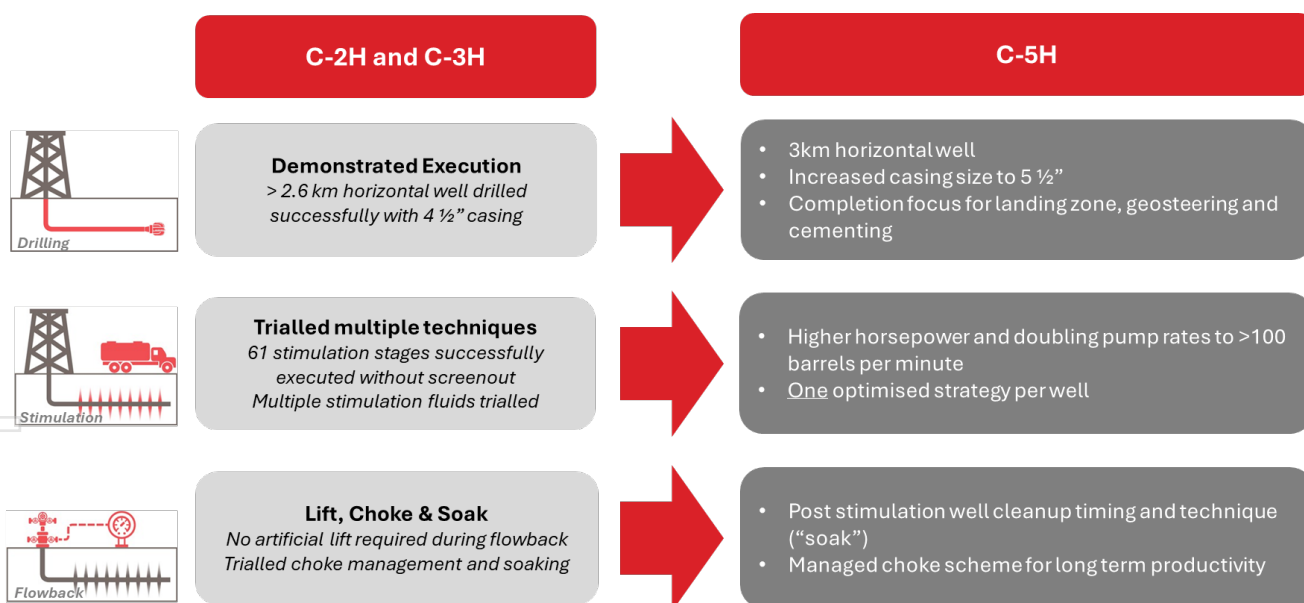 C-2H and C-3H
C-5H
Drilling
Demonstrated Execution
> 2.6 km horizontal well drilled
successfully with 4 ½” casing
• 3km horizontal well
• Increased casing size to 5 ½”
• Completion focus for landing zone, geosteering and
cementing
Stimulation
Trialled multiple techniques
61 stimulation stages successfully
executed without screenout
Multiple stimulation fluids trialled
• Higher horsepower and doubling pump rates to >100
barrels per minute
• One optimised strategy per well
Flowback
Lift, Choke & Soak
No artificial lift required during flowback
Trialled choke management and soaking
• Post stimulation well cleanup timing and technique
(“soak”)
• Managed choke scheme for long term productivity